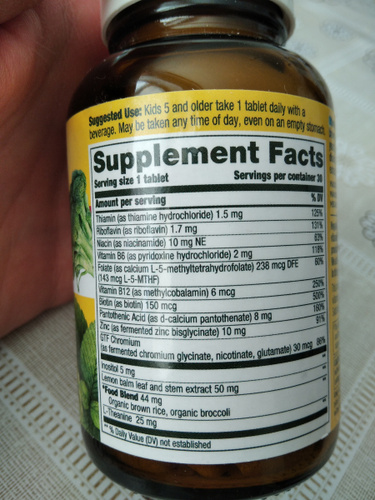 Suggested Use: Kids 5 and older take 1 tablet daily with a
beverage. May be taken any time of day, even on an empty stomach.
Supplement Facts
Serving size 1 tablet Servings per container 30
Amount per serving % DV
Thiamin (as thiamine hydrochloride) 1.5 mg 125%
Riboflavin (as riboflavin) 1.7 mg 131%
Niacin (as niacinamide) 10 mg NE 63%
Vitamin B6 (as pyridoxine hydrochloride) 2 mg 118%
Folate (as calcium L-5-methyltetrahydrofolate) 238 mcg DFE 60%
(143 mcg L-5-MTHF)
Vitamin B12 (as methylcobalamin) 6 mcg 250%
Biotin (as biotin) 150 mcg 500%
Pantothenic Acid (as d-calcium pantothenate) 8 mg 160%
Zinc (as fermented zinc bisglycinate) 10 mg 91%
GTF Chromium
(as fermented chromium glycinate, nicotinate, glutamate) 30 mcg 86%
Inositol 5 mg **
Lemon balm leaf and stem extract 50 mg **
*Food Blend 44 mg **
Organic brown rice, organic broccoli
L-Theanine 25 mg **
** % Daily Value (DV) not established